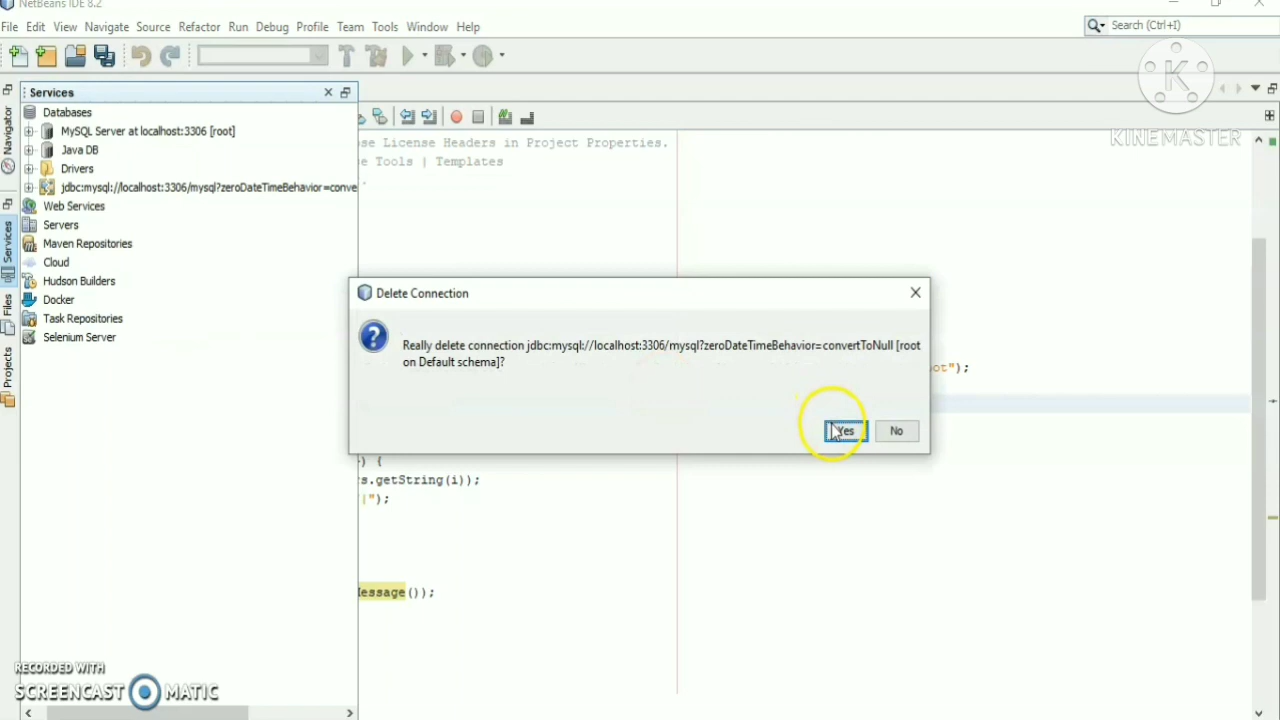 NetBeans IDE 8.2
File Edit View Navigate Source Refactor Run Debug Profile Team Tools Window Help
Search (Ctrl+I)
K
KINEMASTER
Services
Navigator
Services
Files
Projects
Databases
MySQL Server at localhost:3306 [root]
Java DB
Drivers
jdbc:mysql://localhost:3306/mysql?zeroDateTimeBehavior=conve
Web Services
Servers
Maven Repositories
Cloud
Hudson Builders
Docker
Task Repositories
Selenium Server
se License Headers in Project Properties.
e Tools | Templates
Delete Connection
Really delete connection jdbc:mysql://localhost:3306/mysql?zeroDateTimeBehavior=convertToNull [root
on Default schema]?
Yes No
ot");
) {
s.getString(i));
|");
Message());
RECORDED WITH
SCREENCAST MATIC